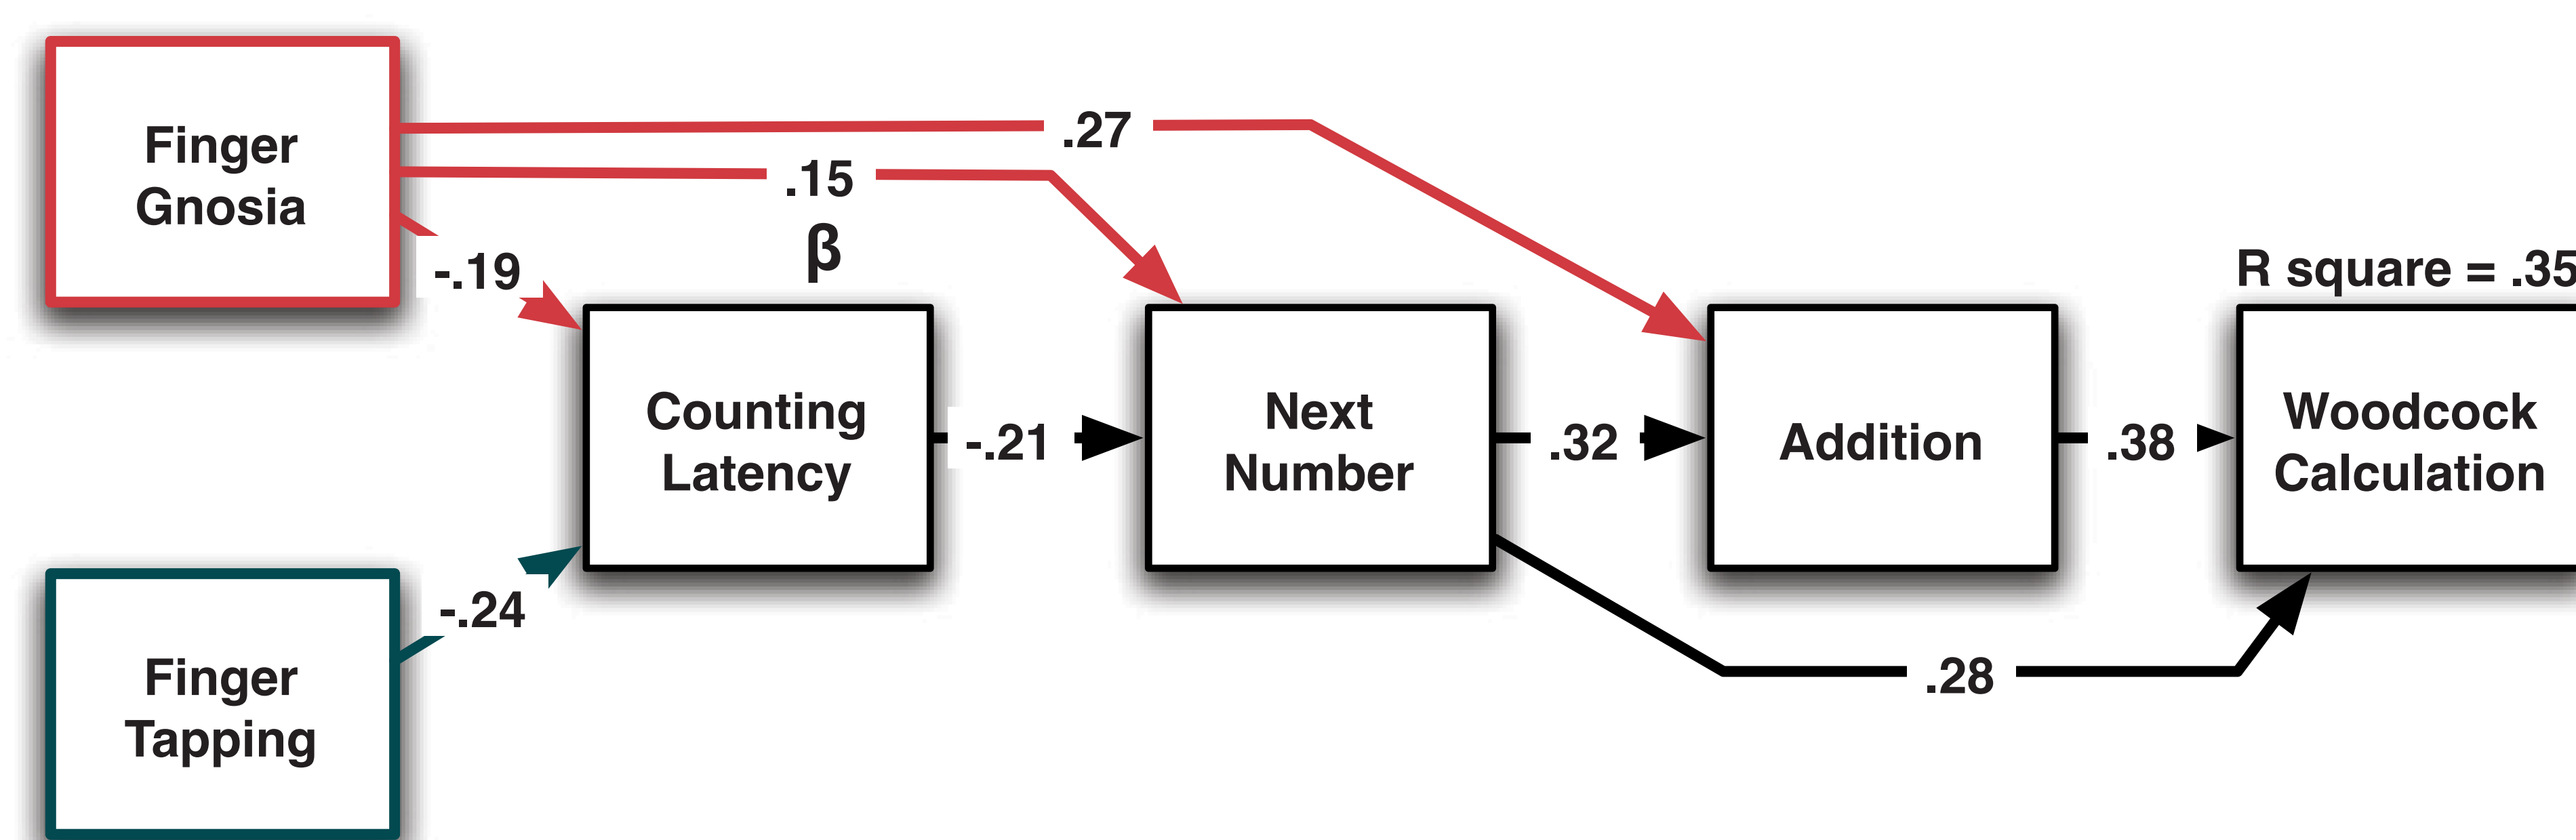 Finger
Gnosia
.27
.15
β
-.19
R square = .35
Counting
Latency
-.21
Next
Number
.32
Addition
.38
Woodcock
Calculation
-.24
Finger
Tapping
.28